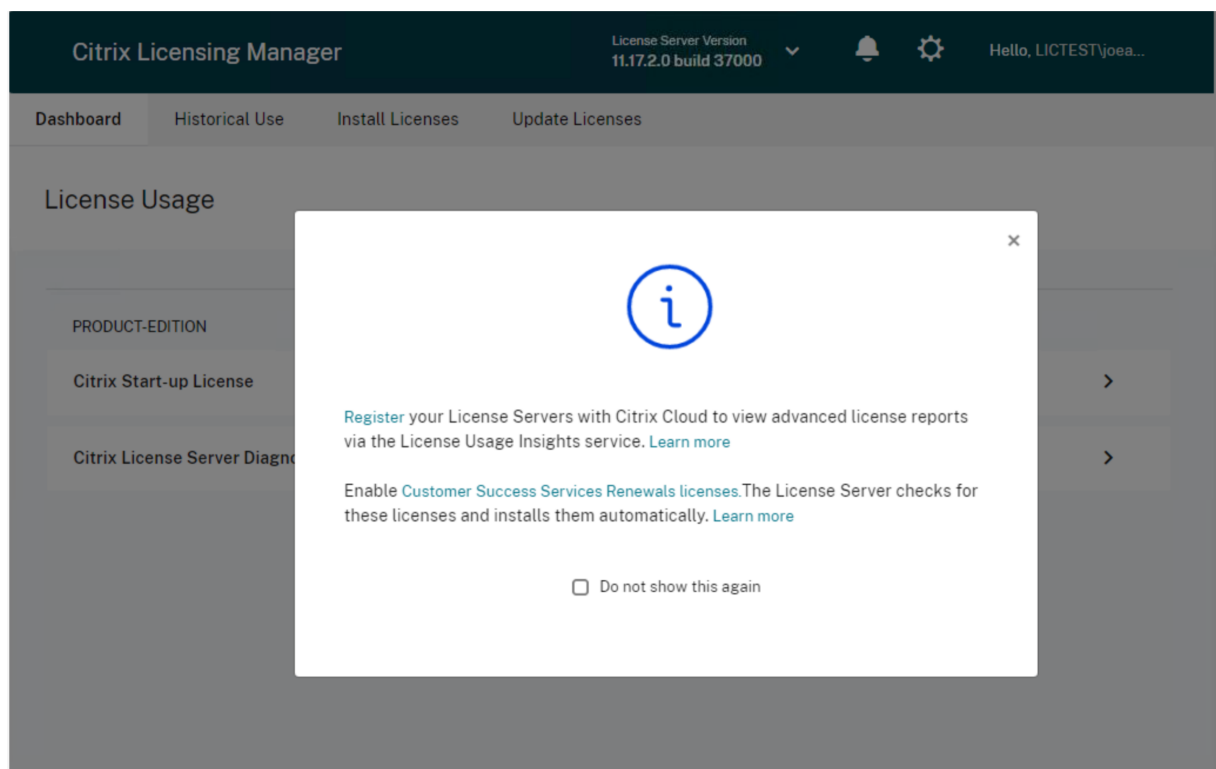 Citrix Licensing Manager
License Server Version
11.17.2.0 build 37000
Hello, LICTEST\joea...
Dashboard Historical Use Install Licenses Update Licenses
License Usage
PRODUCT-EDITION
Citrix Start-up License
Citrix License Server Diagno
Register your License Servers with Citrix Cloud to view advanced license reports
via the License Usage Insights service. Learn more
Enable Customer Success Services Renewals licenses.The License Server checks for
these licenses and installs them automatically. Learn more
Do not show this again